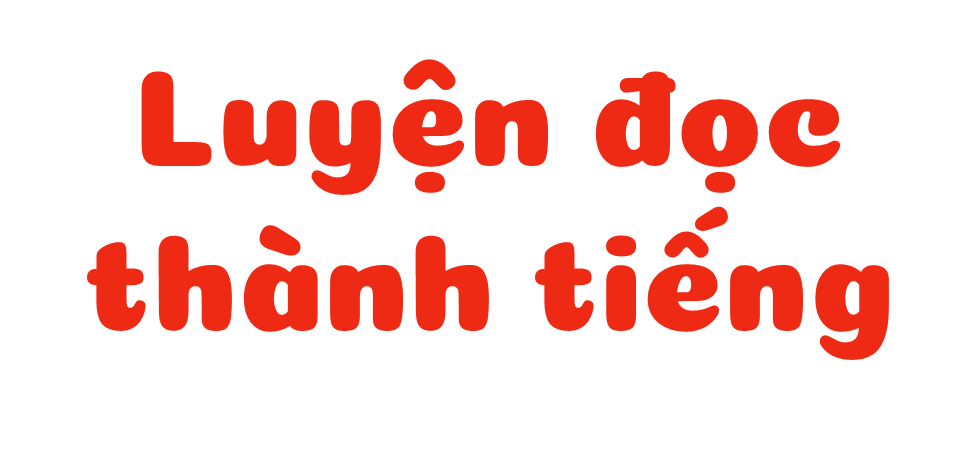 Luyện đọc
thành tiếng